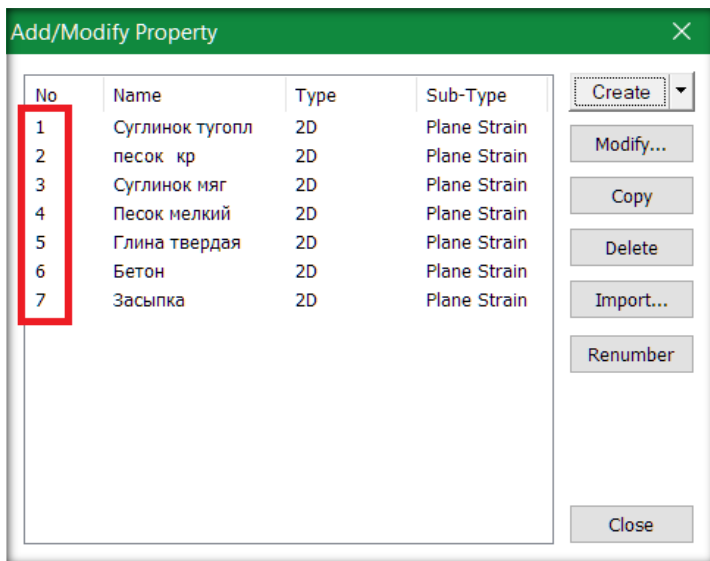 Add/Modify Property
No Name Type Sub-Type
1 Суглинок тугопл 2D Plane Strain
2 песок кр 2D Plane Strain
3 Суглинок мяг 2D Plane Strain
4 Песок мелкий 2D Plane Strain
5 Глина твердая 2D Plane Strain
6 Бетон 2D Plane Strain
7 Засыпка 2D Plane Strain
Create
Modify...
Copy
Delete
Import...
Renumber
Close